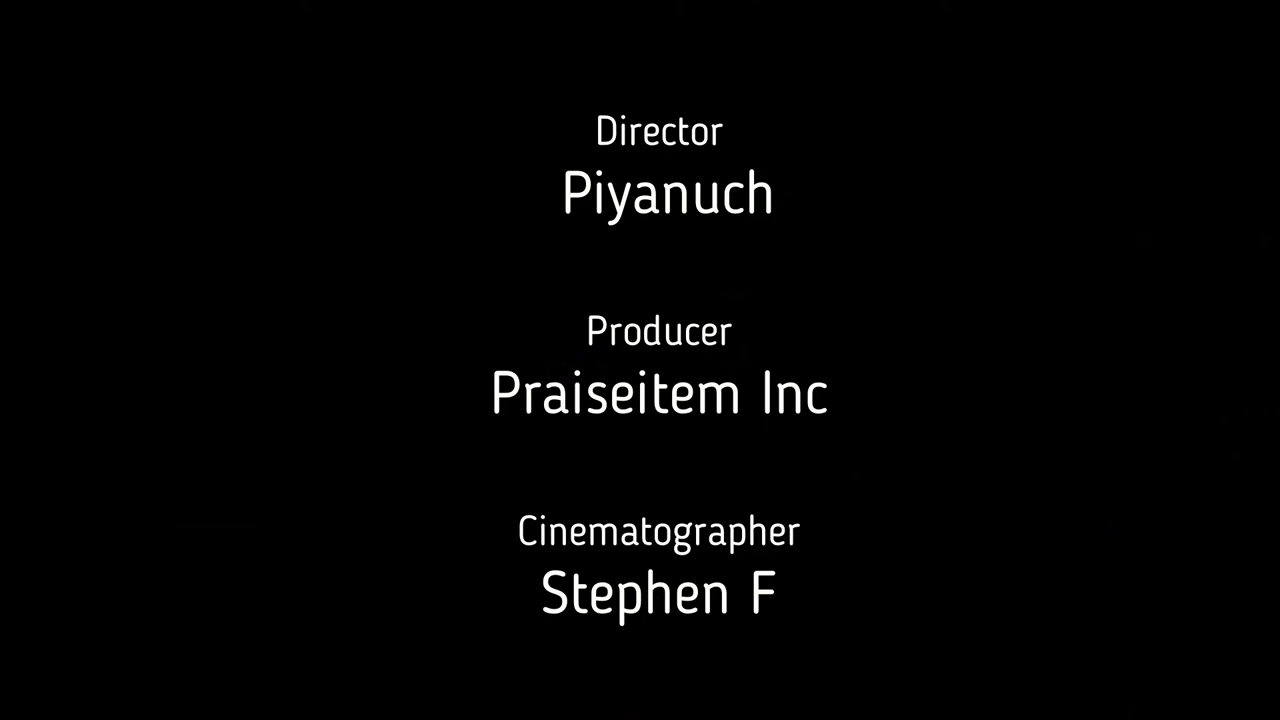 Director
Piyanuch
Producer
Praiseitem Inc
Cinematographer
Stephen F